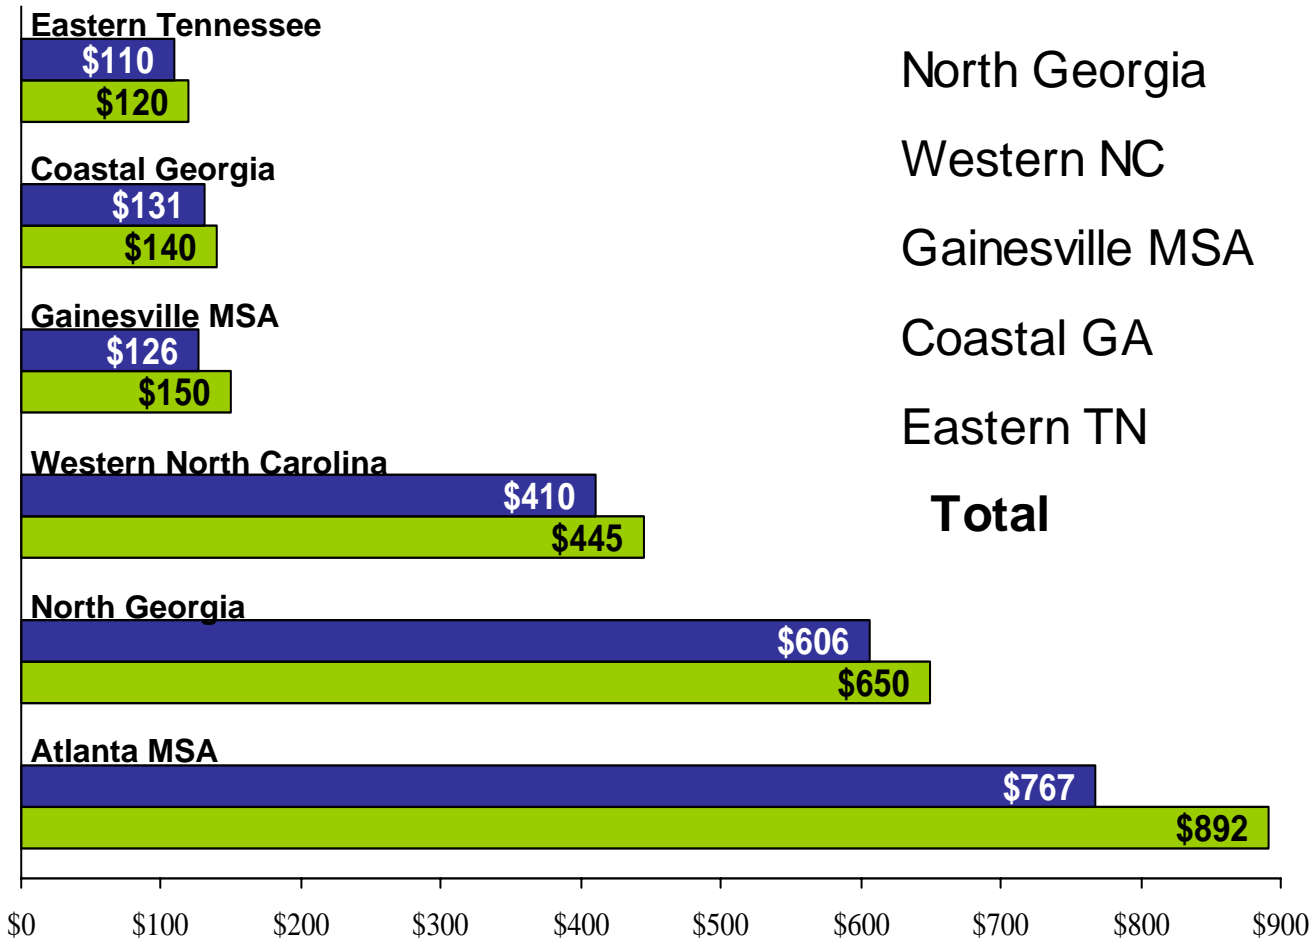 Eastern Tennessee
$110
$120
Coastal Georgia
$131
$140
Gainesville MSA
$126
$150
Western North Carolina
$410
$445
North Georgia
$606
$650
Atlanta MSA
$767
$892
$0 $100 $200 $300 $400 $500 $600 $700 $800 $900
North Georgia
Western NC
Gainesville MSA
Coastal GA
Eastern TN
Total